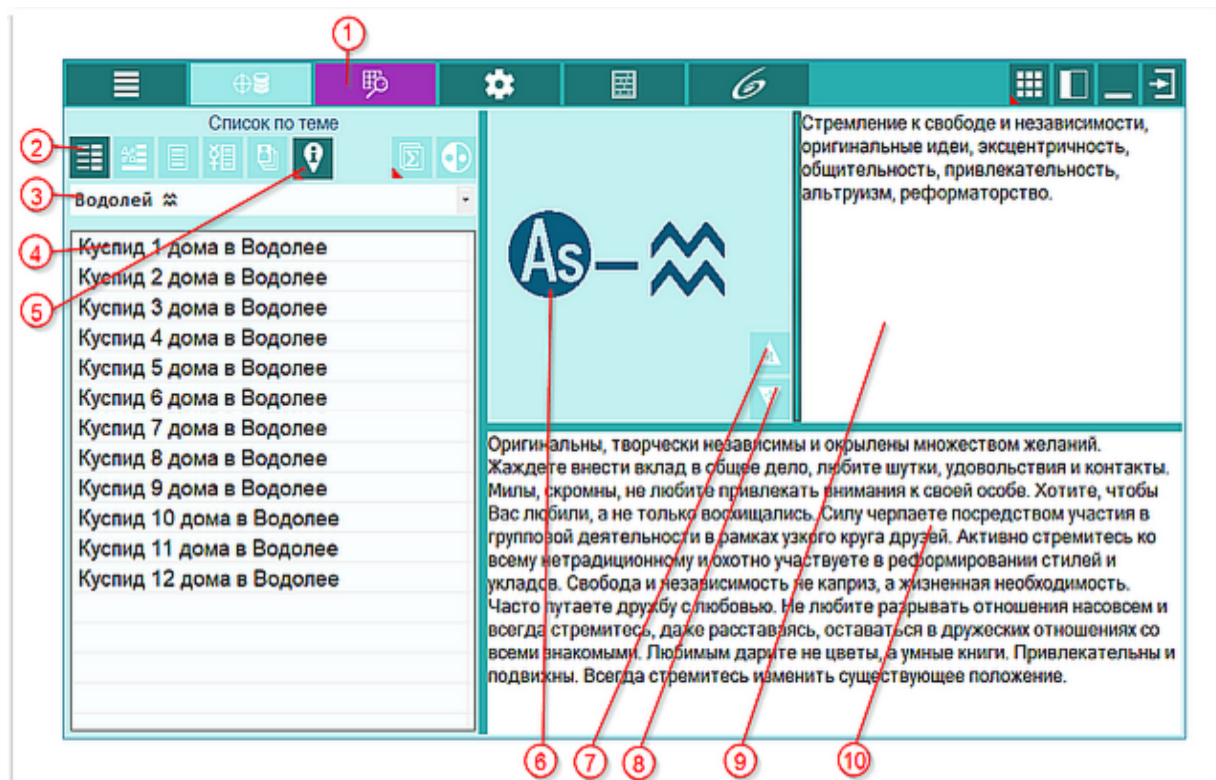 1
Список по теме
2
3
Водолей ♒
4
5
Куспид 1 дома в Водолее
Куспид 2 дома в Водолее
Куспид 3 дома в Водолее
Куспид 4 дома в Водолее
Куспид 5 дома в Водолее
Куспид 6 дома в Водолее
Куспид 7 дома в Водолее
Куспид 8 дома в Водолее
Куспид 9 дома в Водолее
Куспид 10 дома в Водолее
Куспид 11 дома в Водолее
Куспид 12 дома в Водолее
As
Стремление к свободе и независимости,
оригинальные идеи, эксцентричность,
общительность, привлекательность,
альтруизм, реформаторство.
Оригинальны, творчески независимы и окрылены множеством желаний.
Жаждете внести вклад в общее дело, любите шутки, удовольствия и контакты.
Милы, скромны, не любите привлекать внимания к своей особе. Хотите, чтобы
Вас любили, а не только восхищались. Силу черпаете посредством участия в
групповой деятельности в рамках узкого круга друзей. Активно стремитесь ко
всему нетрадиционному и охотно участвуете в реформировании стилей и
укладов. Свобода и независимость не каприз, а жизненная необходимость.
Часто путаете дружбу с любовью. Не любите разрывать отношения насовсем и
всегда стремитесь, даже расставаясь, оставаться в дружеских отношениях со
всеми знакомыми. Любимым дарите не цветы, а умные книги. Привлекательны и
подвижны. Всегда стремитесь изменить существующее положение.
6
7
8
9
10